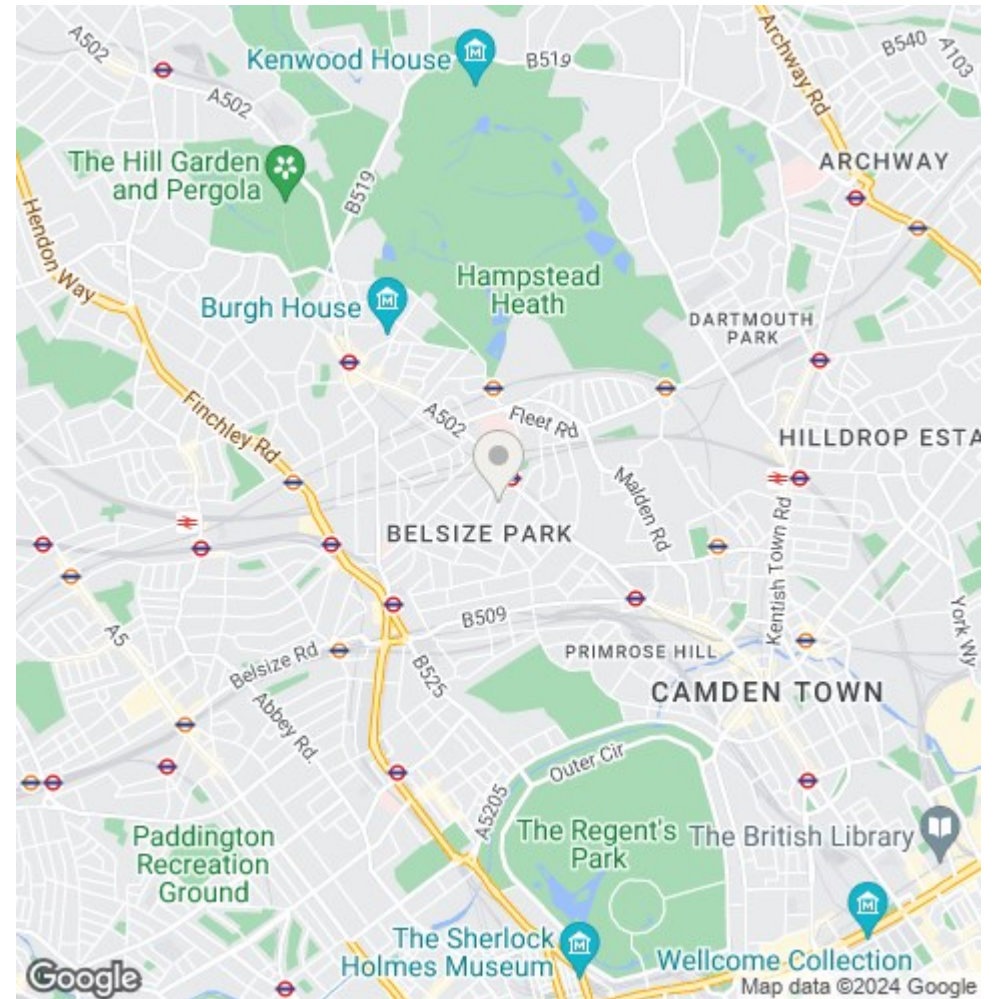 A502
Kenwood House
B519
Archway Rd
B540
A103
A502
The Hill Garden
and Pergola
B519
ARCHWAY
Hendon Way
Hampstead
Heath
Burgh House
DARTMOUTH
PARK
Finchley Rd
A502
Fleet Rd
HILLDROP ESTA
Malden Rd
BELSIZE PARK
Kentish Town Rd
York Wy
A5
B509
Belsize Rd
B525
PRIMROSE HILL
Abbey Rd.
CAMDEN TOWN
Outer Cir
A5205
Paddington
Recreation
Ground
The Regent's
Park
The British Library
The Sherlock
Holmes Museum
Wellcome Collection
Google
Map data ©2024 Google